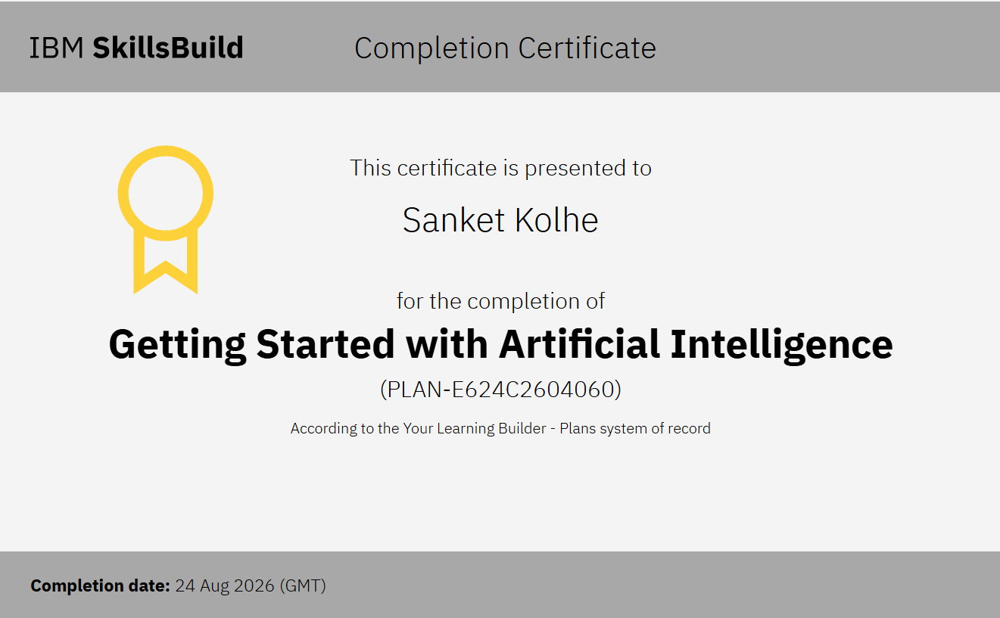 IBM SkillsBuild
Completion Certificate
This certificate is presented to
Sanket Kolhe
for the completion of
Getting Started with Artificial Intelligence
(PLAN-E624C2604060)
According to the Your Learning Builder - Plans system of record
Completion date: 24 Aug 2026 (GMT)